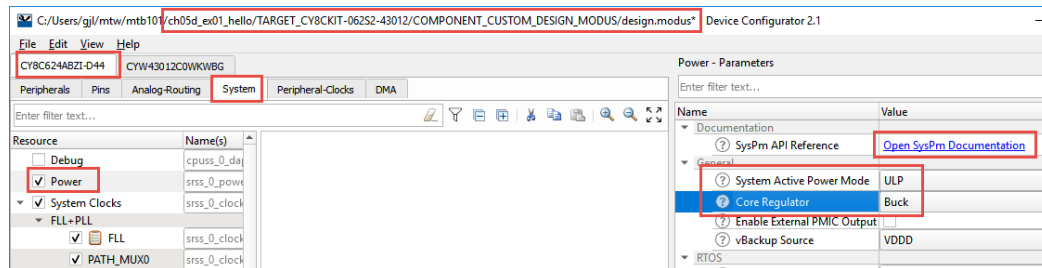 C:/Users/gjl/mtw/mtb101/ch05d_ex01_hello/TARGET_CY8CKIT-062S2-43012/COMPONENT_CUSTOM_DESIGN_MODUS/design.modus* Device Configurator 2.1
File Edit View Help
CY8C624ABZI-D44 CYW43012C0WKWBG
Power - Parameters
Peripherals Pins Analog-Routing System Peripheral-Clocks DMA
Enter filter text...
Enter filter text...
Name Value
Documentation
Resource Name(s)
SysPm API Reference Open SysPm Documentation
Debug cpuss_0_dap
General
Power srss_0_powe
System Active Power Mode ULP
System Clocks srss_0_clock
Core Regulator Buck
FLL+PLL
Enable External PMIC Output
FLL srss_0_clock
vBackup Source VDDD
PATH_MUX0 srss_0_clock
RTOS